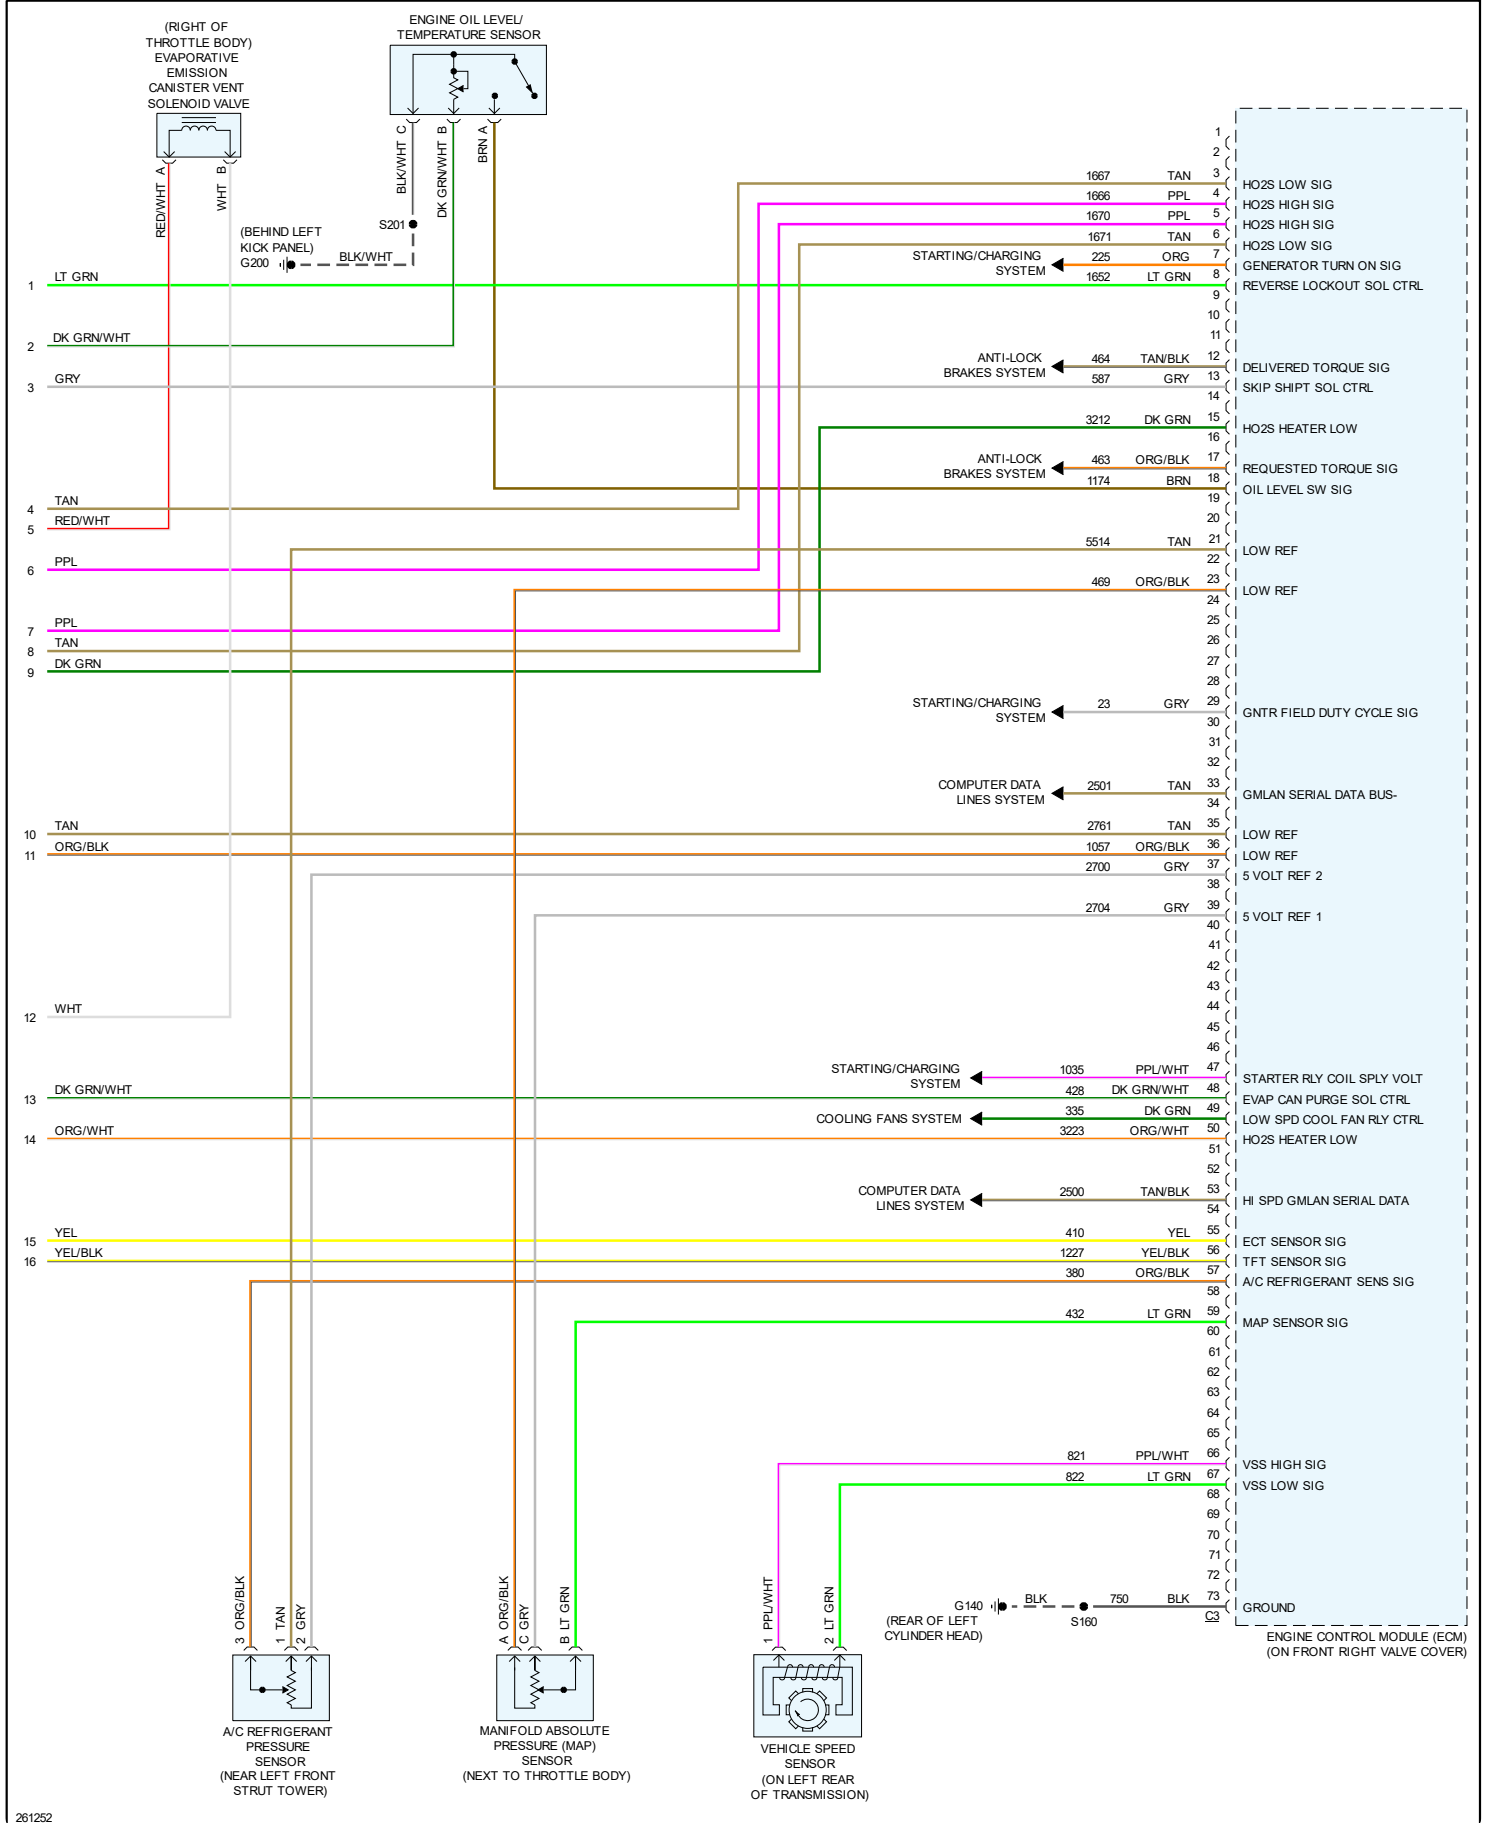 (RIGHT OF
THROTTLE BODY)
EVAPORATIVE
EMISSION
CANISTER VENT
SOLENOID VALVE
ENGINE OIL LEVEL/
TEMPERATURE SENSOR
RED/WHT A
WHT B
BLK/WHT C
DK GRN/WHT B
BRN A
S201
(BEHIND LEFT
KICK PANEL)
G200
BLK/WHT
1 LT GRN
2 DK GRN/WHT
3 GRY
4 TAN
5 RED/WHT
6 PPL
7 PPL
8 TAN
9 DK GRN
10 TAN
11 ORG/BLK
12 WHT
13 DK GRN/WHT
14 ORG/WHT
15 YEL
16 YEL/BLK
1
2
1667 TAN 3 HO2S LOW SIG
1666 PPL 4 HO2S HIGH SIG
1670 PPL 5 HO2S HIGH SIG
1671 TAN 6 HO2S LOW SIG
STARTING/CHARGING
SYSTEM
225 ORG 7 GENERATOR TURN ON SIG
1652 LT GRN 8 REVERSE LOCKOUT SOL CTRL
9
10
11
ANTI-LOCK
BRAKES SYSTEM
464 TAN/BLK 12 DELIVERED TORQUE SIG
587 GRY 13 SKIP SHIPT SOL CTRL
14
3212 DK GRN 15 HO2S HEATER LOW
16
ANTI-LOCK
BRAKES SYSTEM
463 ORG/BLK 17 REQUESTED TORQUE SIG
1174 BRN 18 OIL LEVEL SW SIG
19
20
5514 TAN 21 LOW REF
22
469 ORG/BLK 23 LOW REF
24
25
26
27
28
STARTING/CHARGING
SYSTEM
23 GRY 29 GNTR FIELD DUTY CYCLE SIG
30
31
32
COMPUTER DATA
LINES SYSTEM
2501 TAN 33 GMLAN SERIAL DATA BUS-
34
2761 TAN 35 LOW REF
1057 ORG/BLK 36 LOW REF
2700 GRY 37 5 VOLT REF 2
38
2704 GRY 39 5 VOLT REF 1
40
41
42
43
44
45
46
STARTING/CHARGING
SYSTEM
1035 PPL/WHT 47 STARTER RLY COIL SPLY VOLT
428 DK GRN/WHT 48 EVAP CAN PURGE SOL CTRL
COOLING FANS SYSTEM
335 DK GRN 49 LOW SPD COOL FAN RLY CTRL
3223 ORG/WHT 50 HO2S HEATER LOW
51
52
COMPUTER DATA
LINES SYSTEM
2500 TAN/BLK 53 HI SPD GMLAN SERIAL DATA
54
410 YEL 55 ECT SENSOR SIG
1227 YEL/BLK 56 TFT SENSOR SIG
380 ORG/BLK 57 A/C REFRIGERANT SENS SIG
58
432 LT GRN 59 MAP SENSOR SIG
60
61
62
63
64
65
821 PPL/WHT 66 VSS HIGH SIG
822 LT GRN 67 VSS LOW SIG
68
69
70
71
72
G140
(REAR OF LEFT
CYLINDER HEAD)
BLK
S160
750 BLK 73 GROUND
C3
ENGINE CONTROL MODULE (ECM)
(ON FRONT RIGHT VALVE COVER)
3 ORG/BLK
1 TAN
2 GRY
A/C REFRIGERANT
PRESSURE
SENSOR
(NEAR LEFT FRONT
STRUT TOWER)
A ORG/BLK
C GRY
B LT GRN
MANIFOLD ABSOLUTE
PRESSURE (MAP)
SENSOR
(NEXT TO THROTTLE BODY)
1 PPL/WHT
2 LT GRN
VEHICLE SPEED
SENSOR
(ON LEFT REAR
OF TRANSMISSION)
261252